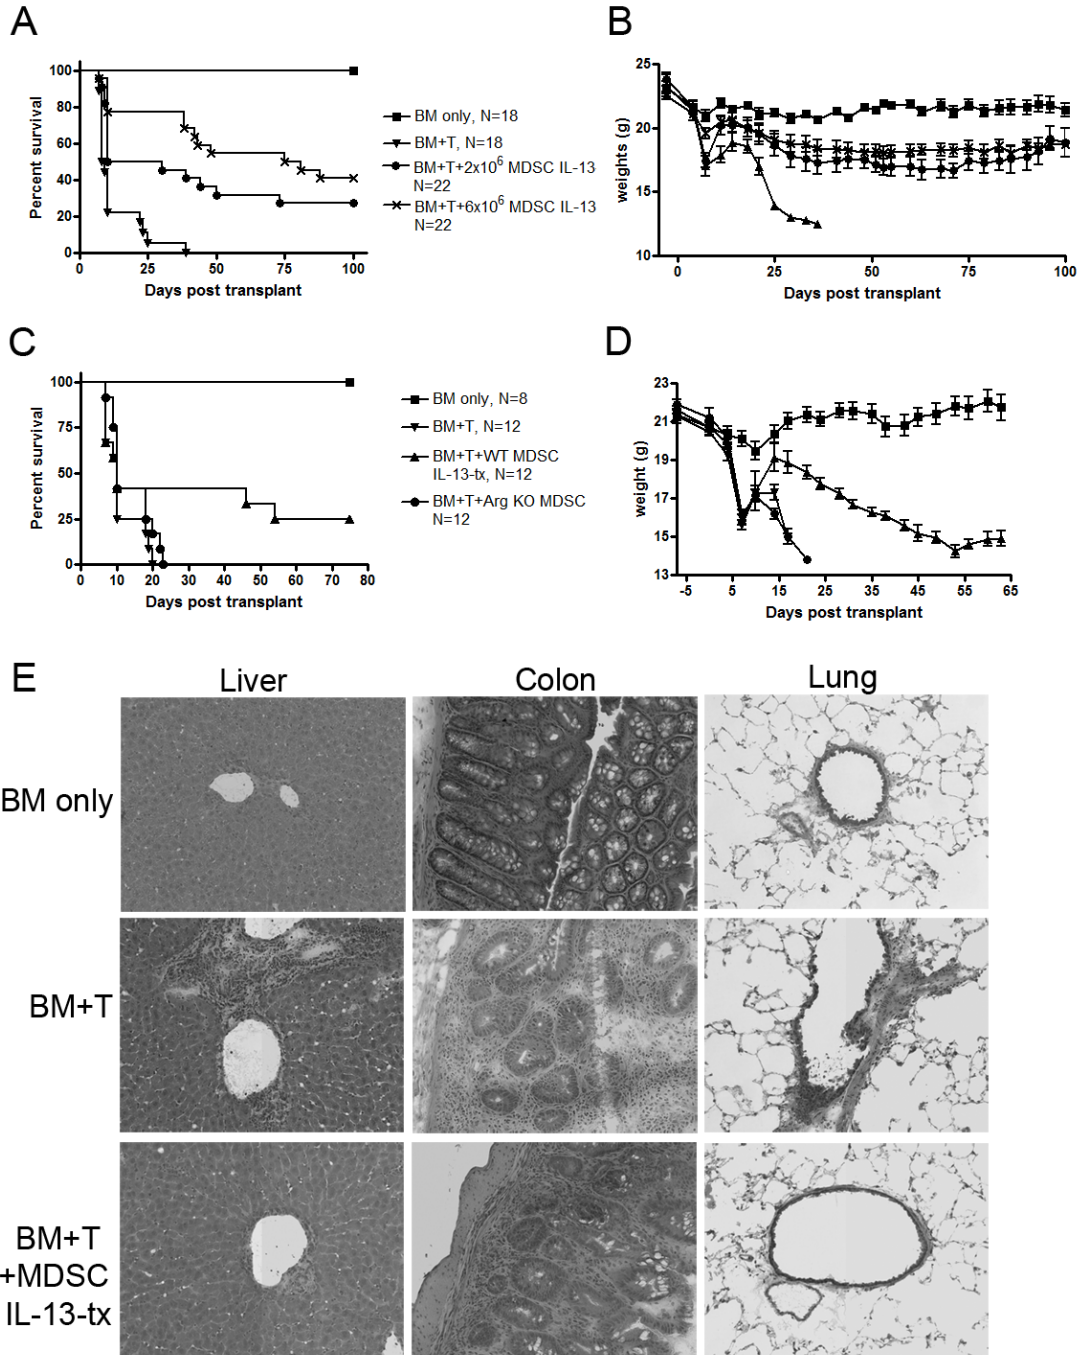 A
Percent survival
100
80
60
40
20
0
0 25 50 75 100
Days post transplant
BM only, N=18
BM+T, N=18
BM+T+2x10^6 MDSC IL-13
N=22
BM+T+6x10^6 MDSC IL-13
N=22
B
weights (g)
25
20
15
10
0 25 50 75 100
Days post transplant
C
Percent survival
100
75
50
25
0
0 10 20 30 40 50 60 70 80
Days post transplant
BM only, N=8
BM+T, N=12
BM+T+WT MDSC
IL-13-tx, N=12
BM+T+Arg KO MDSC
N=12
D
weight (g)
23
21
19
17
15
13
-5 5 15 25 35 45 55 65
Days post transplant
E
Liver Colon Lung
BM only
BM+T
BM+T
+MDSC
IL-13-tx